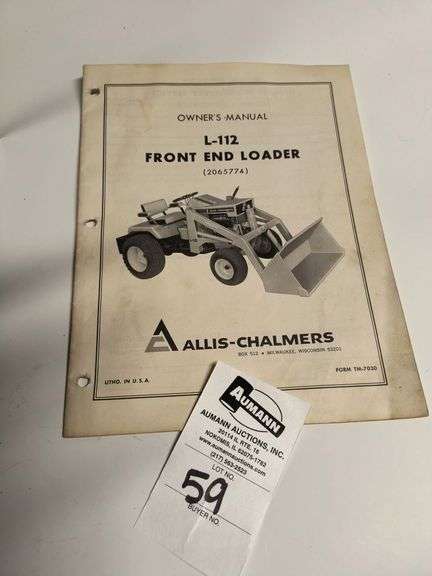 OWNER'S MANUAL
L-112
FRONT END LOADER
(2065774)
ALLIS-CHALMERS
BOX 512 • MILWAUKEE, WISCONSIN 53201
LITHO. IN U.S.A.
FORM TM-7030
AUMANN
AUMANN AUCTIONS, INC.
20114 IL RTE. 16
NOKOMIS, IL 62075-1783
www.aumannauctions.com
(217) 563-2523
LOT NO.
59
BUYER NO.